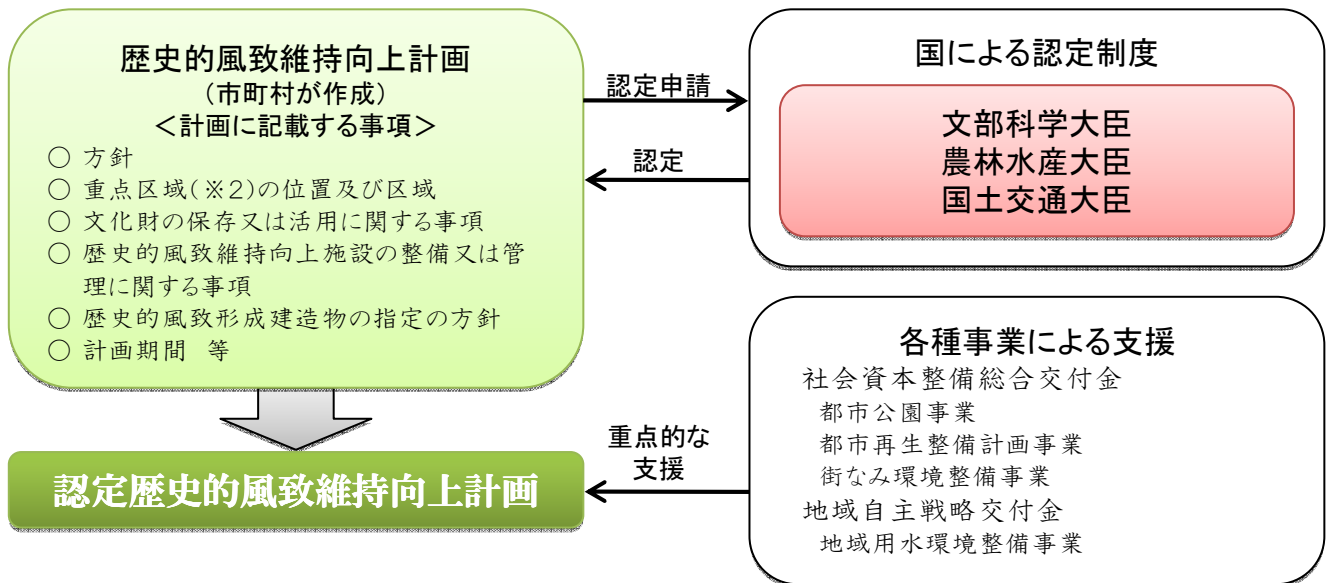 歴史的風致維持向上計画
(市町村が作成)
<計画に記載する事項>
○ 方針
○ 重点区域(※2)の位置及び区域
○ 文化財の保存又は活用に関する事項
○ 歴史的風致維持向上施設の整備又は管
理に関する事項
○ 歴史的風致形成建造物の指定の方針
○ 計画期間 等
認定申請
認定
国による認定制度
文部科学大臣
農林水産大臣
国土交通大臣
認定歴史的風致維持向上計画
重点的な
支援
各種事業による支援
社会資本整備総合交付金
都市公園事業
都市再生整備計画事業
街なみ環境整備事業
地域自主戦略交付金
地域用水環境整備事業